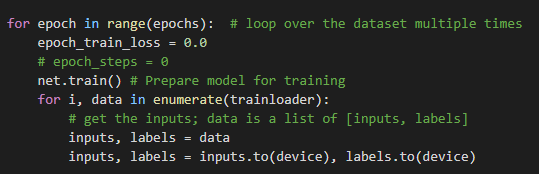 for epoch in range(epochs):  # loop over the dataset multiple times
    epoch_train_loss = 0.0
    # epoch_steps = 0
    net.train() # Prepare model for training
    for i, data in enumerate(trainloader):
        # get the inputs; data is a list of [inputs, labels]
        inputs, labels = data
        inputs, labels = inputs.to(device), labels.to(device)